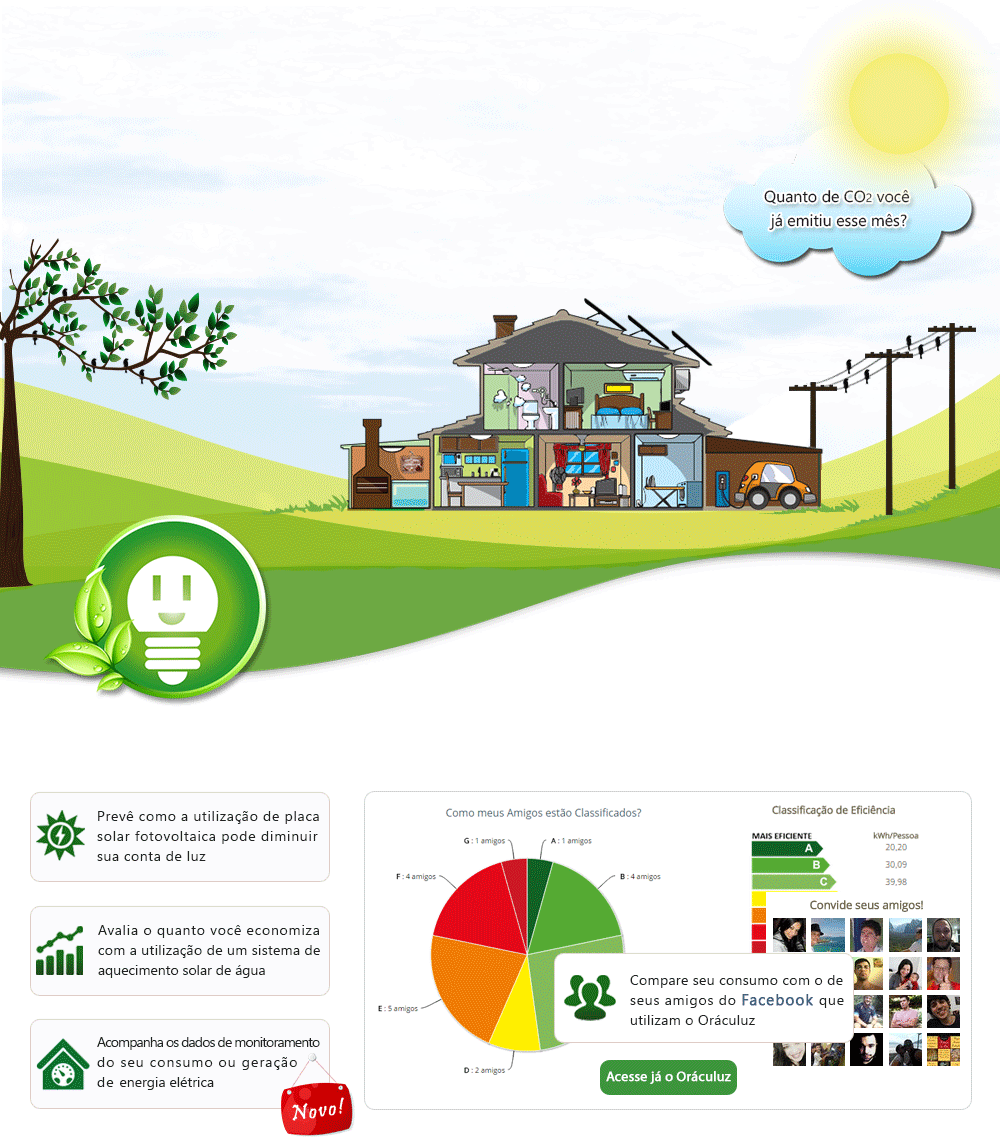 Quanto de CO2 você
já emitiu esse mês?
Prevê como a utilização de placa
solar fotovoltaica pode diminuir
sua conta de luz
Avalia o quanto você economiza
com a utilização de um sistema de
aquecimento solar de água
Acompanha os dados de monitoramento
do seu consumo ou geração
de energia elétrica
Novo!
Como meus Amigos estão Classificados?
G : 1 amigos
A : 1 amigos
F : 4 amigos
B : 4 amigos
E : 5 amigos
D : 2 amigos
Classificação de Eficiência
MAIS EFICIENTE kWh/Pessoa
A 20,20
B 30,09
C 39,98
Convide seus amigos!
Compare seu consumo com o de
seus amigos do Facebook que
utilizam o Oráculuz
Acesse já o Oráculuz